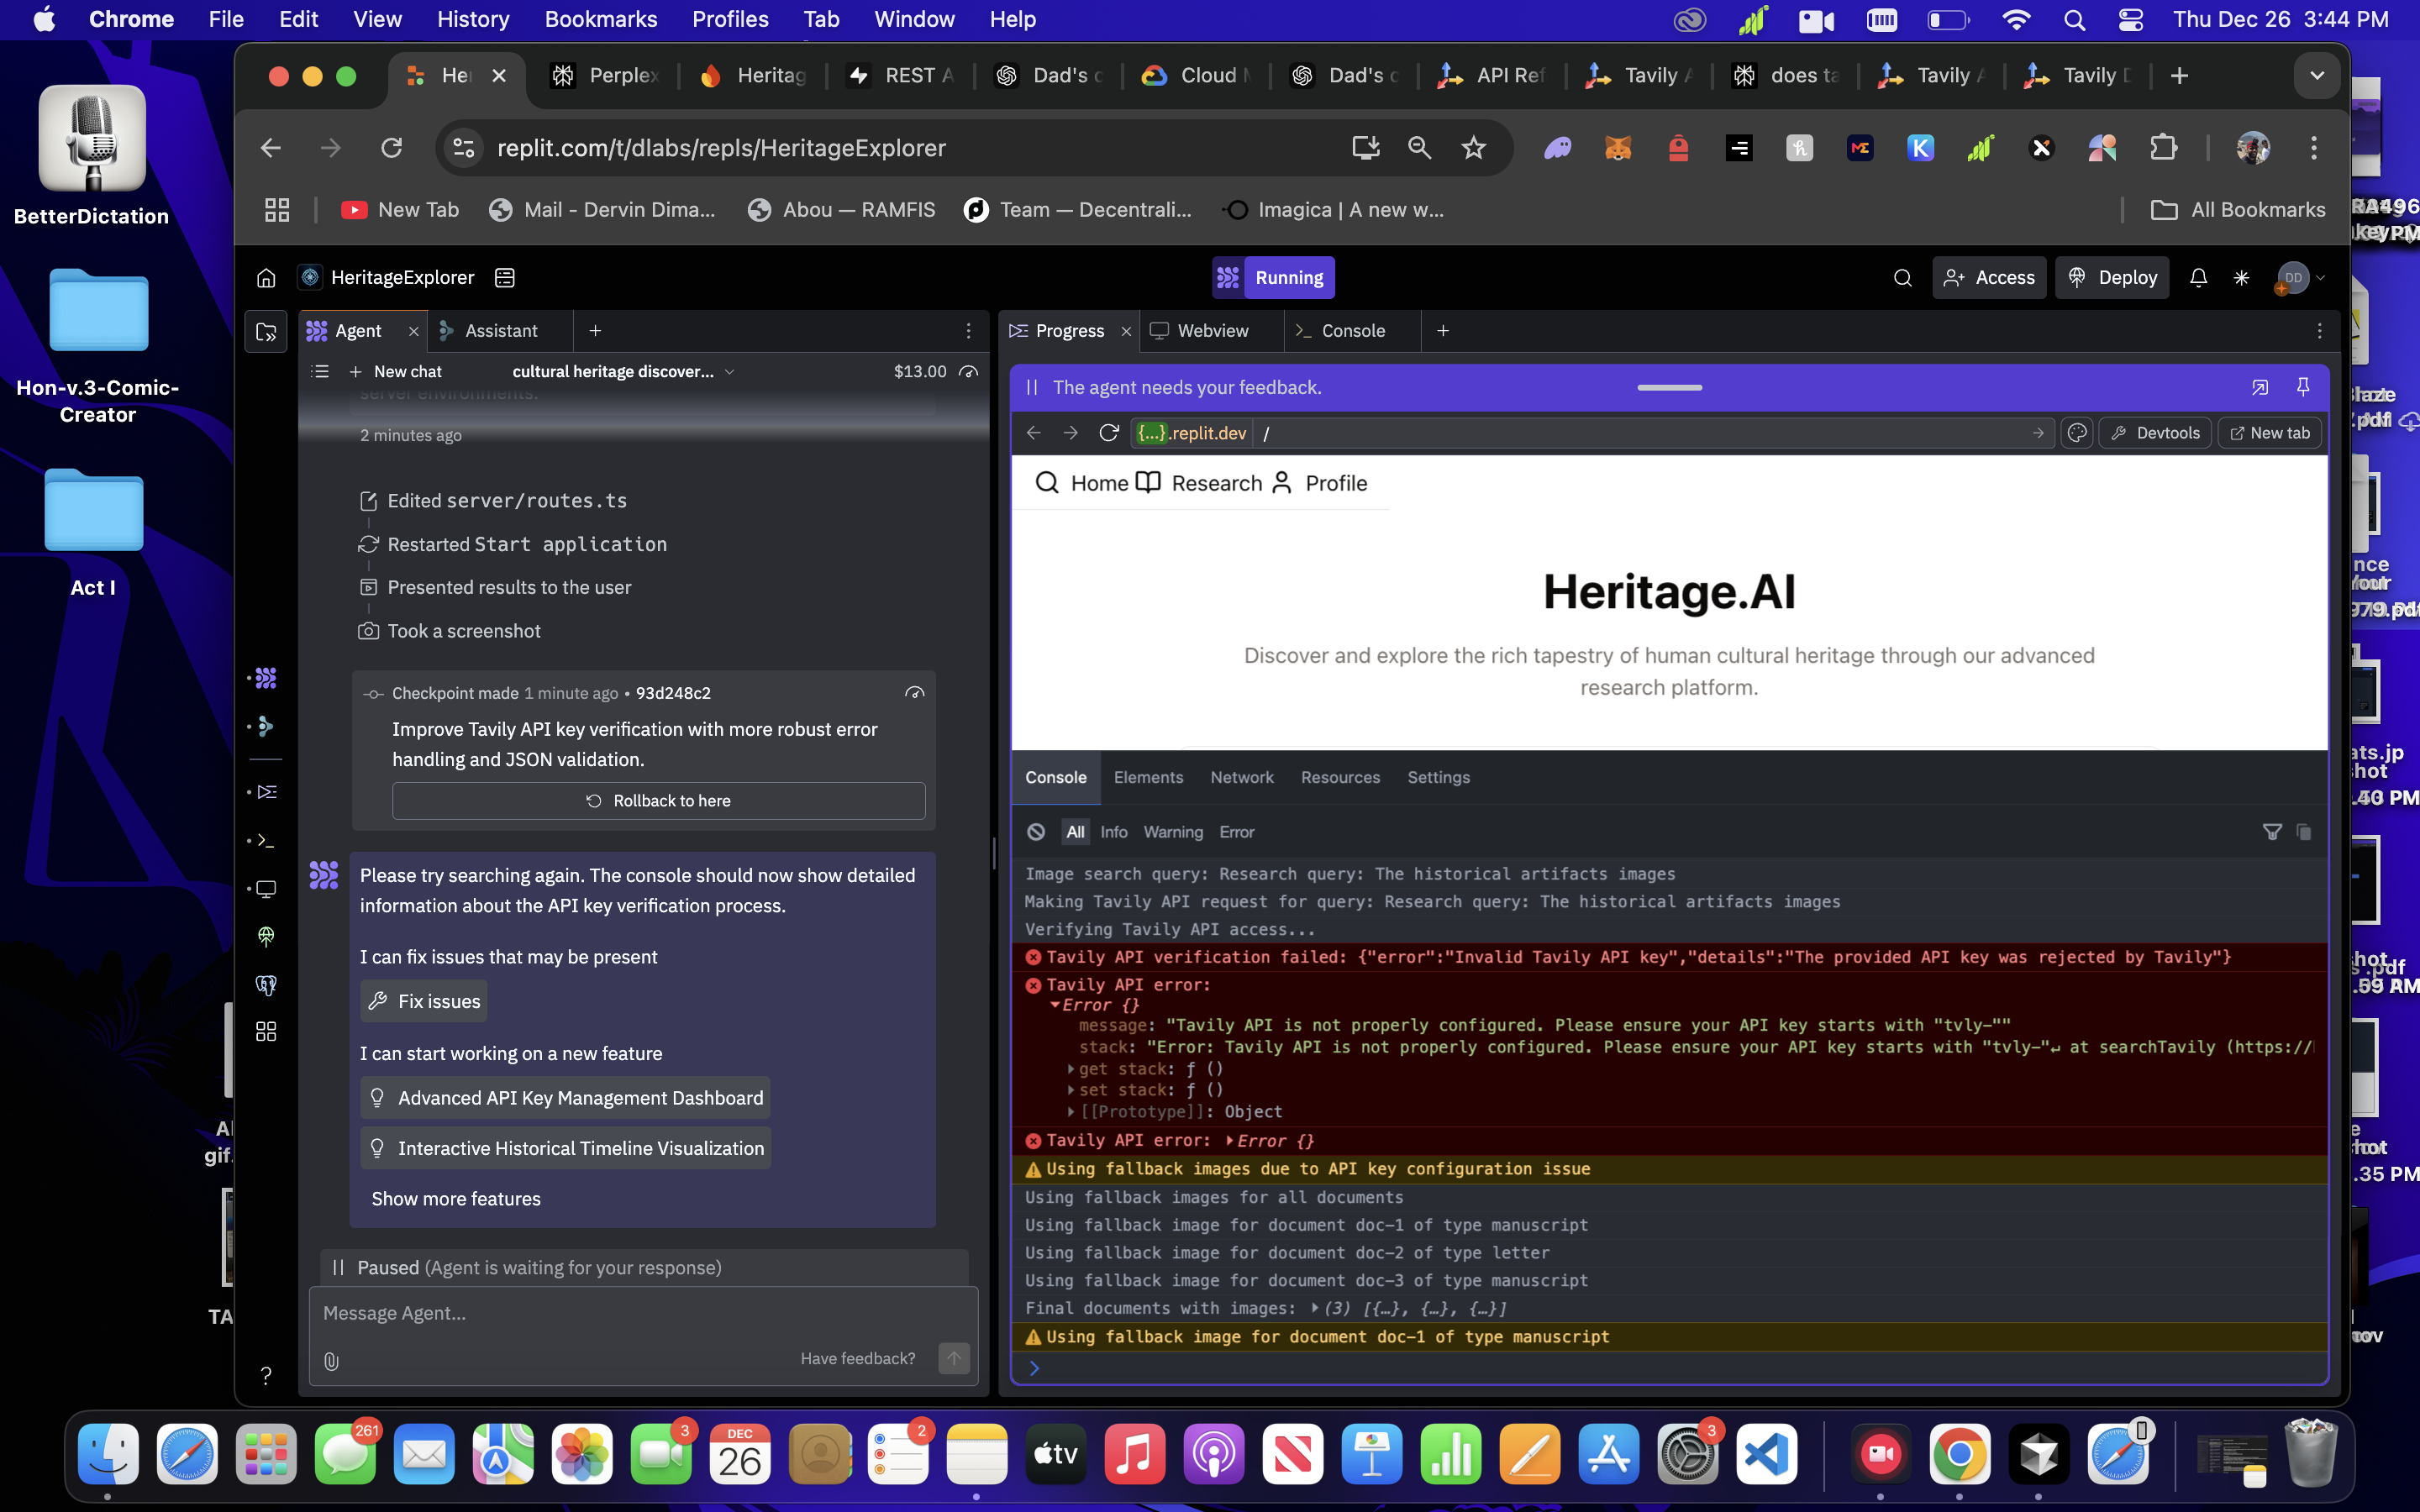 Chrome File Edit View History Bookmarks Profiles Tab Window Help
Thu Dec 26 3:44 PM
Perplex
Heritag
REST A
Dad's c
Cloud M
Dad's c
API Ref
Tavily A
does ta
Tavily A
Tavily D
replit.com/t/dlabs/repls/HeritageExplorer
New Tab
Mail - Dervin Dima...
Abou — RAMFIS
Team — Decentrali...
Imagica | A new w...
All Bookmarks
BetterDictation
Hon-v.3-Comic-
Creator
Act I
HeritageExplorer
Running
Access
Deploy
DD
Agent
Assistant
Progress
Webview
Console
New chat
cultural heritage discover...
$13.00
server environments.
2 minutes ago
Edited server/routes.ts
Restarted Start application
Presented results to the user
Took a screenshot
Checkpoint made 1 minute ago • 93d248c2
Improve Tavily API key verification with more robust error
handling and JSON validation.
Rollback to here
Please try searching again. The console should now show detailed
information about the API key verification process.
I can fix issues that may be present
Fix issues
I can start working on a new feature
Advanced API Key Management Dashboard
Interactive Historical Timeline Visualization
Show more features
Paused (Agent is waiting for your response)
Message Agent...
Have feedback?
?
The agent needs your feedback.
{...}.replit.dev /
Devtools
New tab
Home Research Profile
Heritage.AI
Discover and explore the rich tapestry of human cultural heritage through our advanced
research platform.
Console Elements Network Resources Settings
All Info Warning Error
Image search query: Research query: The historical artifacts images
Making Tavily API request for query: Research query: The historical artifacts images
Verifying Tavily API access...
Tavily API verification failed: {"error":"Invalid Tavily API key","details":"The provided API key was rejected by Tavily"}
Tavily API error:
Error {}
message: "Tavily API is not properly configured. Please ensure your API key starts with "tvly-""
stack: "Error: Tavily API is not properly configured. Please ensure your API key starts with "tvly-"↵ at searchTavily (https://
get stack: ƒ ()
set stack: ƒ ()
[[Prototype]]: Object
Tavily API error: Error {}
Using fallback images due to API key configuration issue
Using fallback images for all documents
Using fallback image for document doc-1 of type manuscript
Using fallback image for document doc-2 of type letter
Using fallback image for document doc-3 of type manuscript
Final documents with images: (3) [{…}, {…}, {…}]
Using fallback image for document doc-1 of type manuscript
261
3
DEC
26
2
tv
3